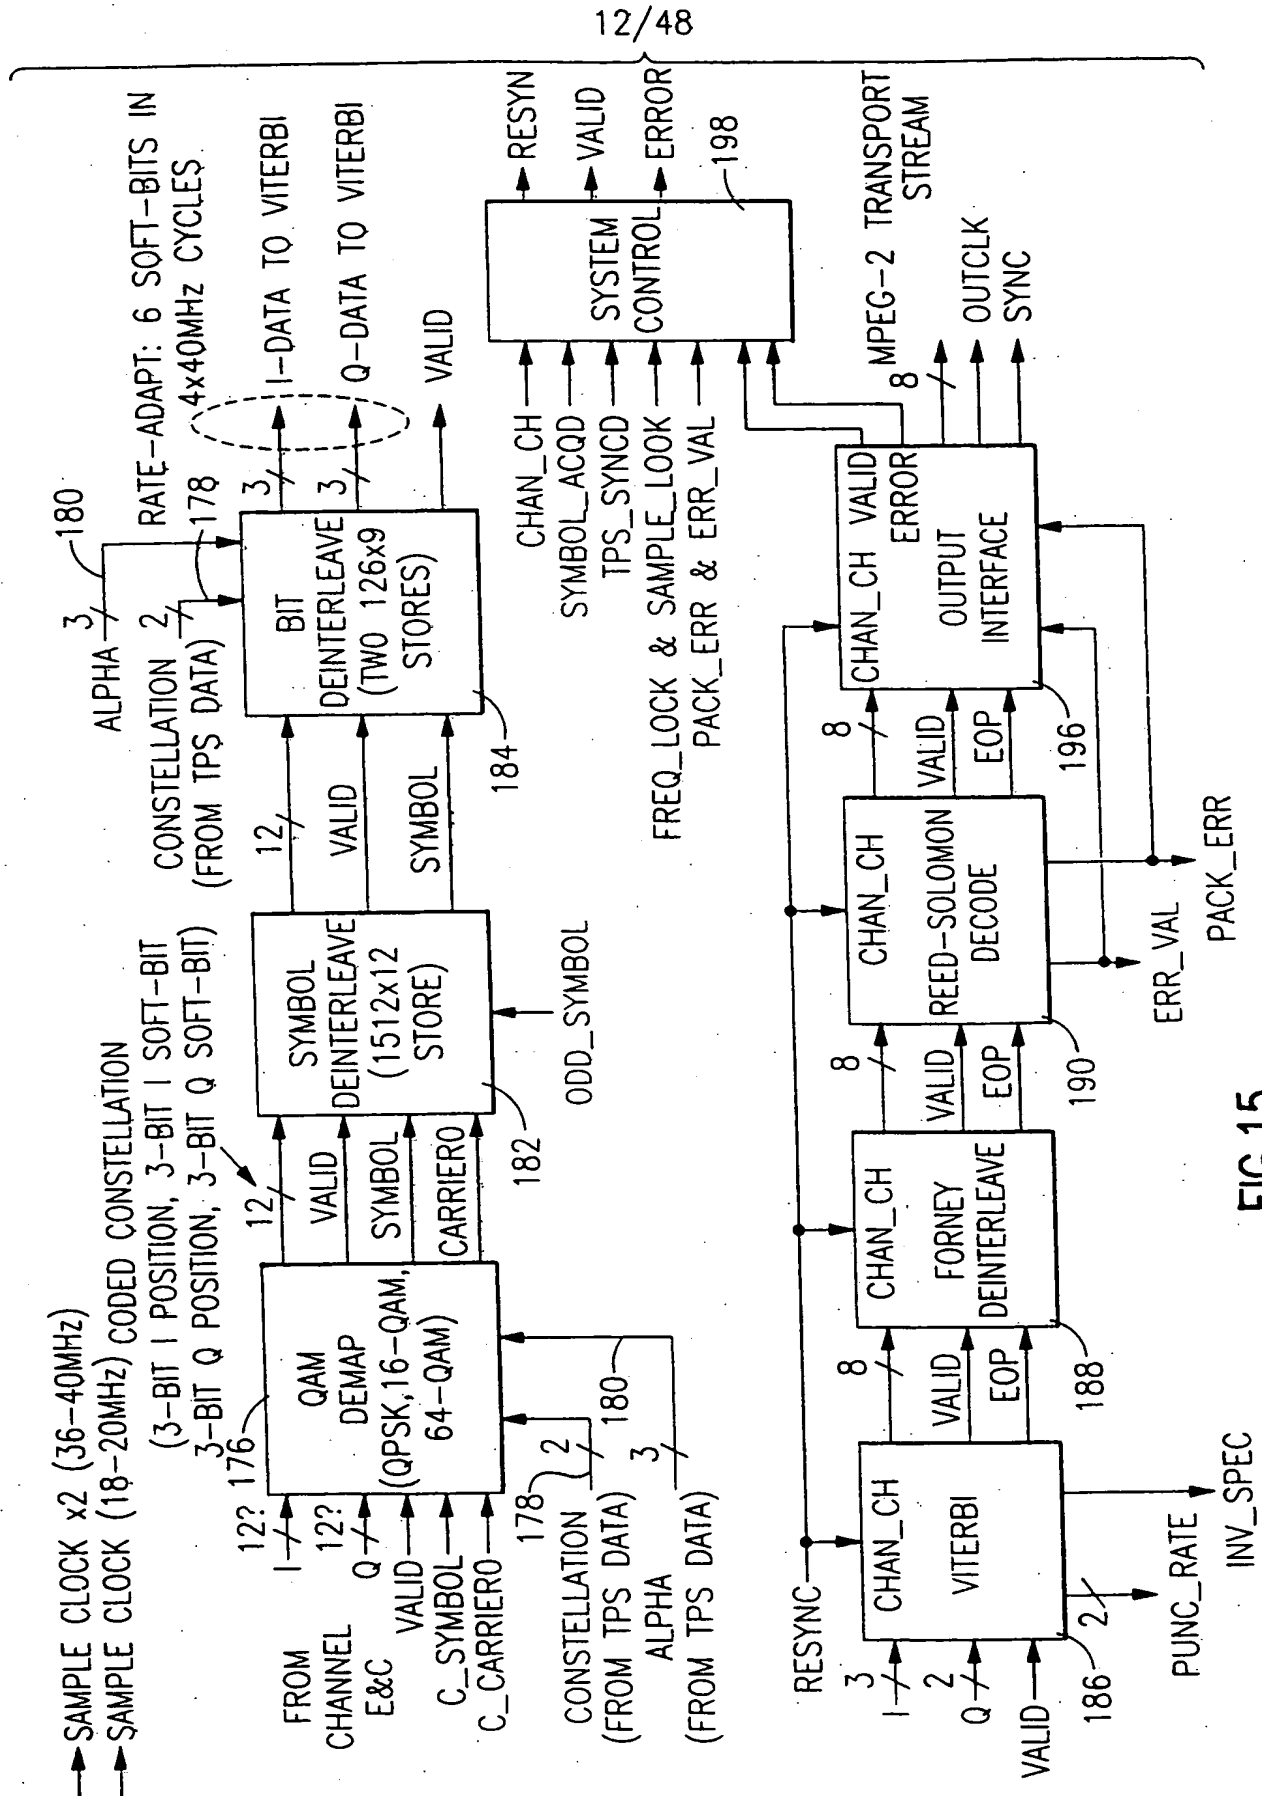 12/48
SAMPLE CLOCK x2 (36-40MHz)
SAMPLE CLOCK (18-20MHz)
CODED CONSTELLATION
(3-BIT I POSITION, 3-BIT I SOFT-BIT
3-BIT Q POSITION, 3-BIT Q SOFT-BIT)
FROM
CHANNEL
E&C
12?
I
12?
Q
VALID
C_SYMBOL
C_CARRIER0
176
QAM
DEMAP
(QPSK,16-QAM,
64-QAM)
178
2
CONSTELLATION
(FROM TPS DATA)
180
3
ALPHA
(FROM TPS DATA)
12
VALID
SYMBOL
CARRIER0
SYMBOL
DEINTERLEAVE
(1512x12
STORE)
182
ODD_SYMBOL
12
VALID
SYMBOL
ALPHA
3
180
CONSTELLATION
2
178
(FROM TPS DATA)
BIT
DEINTERLEAVE
(TWO 126x9
STORES)
184
RATE-ADAPT: 6 SOFT-BITS IN
4x40MHz CYCLES
3
I-DATA TO VITERBI
3
Q-DATA TO VITERBI
VALID
CHAN_CH
SYMBOL_ACQD
TPS_SYNCD
FREQ_LOCK & SAMPLE_LOOK
PACK_ERR & ERR_VAL
SYSTEM
CONTROL
198
RESYN
VALID
ERROR
RESYNC
3
I
2
Q
VALID
CHAN_CH
VITERBI
186
2
PUNC_RATE
INV_SPEC
8
VALID
EOP
CHAN_CH
FORNEY
DEINTERLEAVE
188
8
VALID
EOP
CHAN_CH
REED-SOLOMON
DECODE
190
ERR_VAL
PACK_ERR
8
VALID
EOP
CHAN_CH VALID
ERROR
OUTPUT
INTERFACE
196
8
MPEG-2 TRANSPORT
STREAM
OUTCLK
SYNC
FIG.15